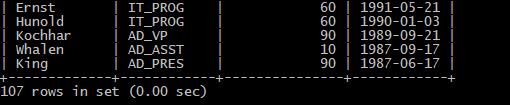 | Ernst | IT_PROG | 60 | 1991-05-21 |
| Hunold | IT_PROG | 60 | 1990-01-03 |
| Kochhar | AD_VP | 90 | 1989-09-21 |
| Whalen | AD_ASST | 10 | 1987-09-17 |
| King | AD_PRES | 90 | 1987-06-17 |
+-------------+------------+---------------+------------+
107 rows in set (0.00 sec)